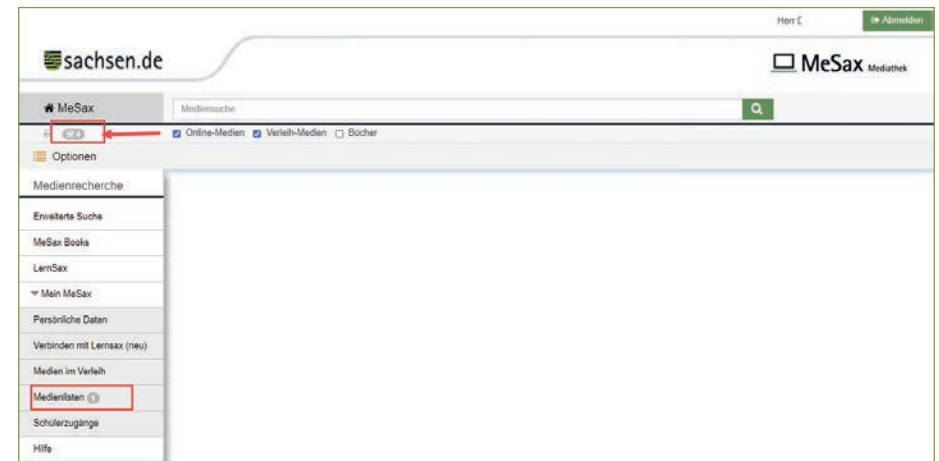 Herr
Abmelden
sachsen.de
MeSax Mediathek
MeSax
Mediensuche
Online-Medien Verleih-Medien Bücher
Optionen
Medienrecherche
Erweiterte Suche
MeSax Books
LernSax
Mein MeSax
Persönliche Daten
Verbinden mit Lernsax (neu)
Medien im Verleih
Medienlisten 1
Schülerzugänge
Hilfe